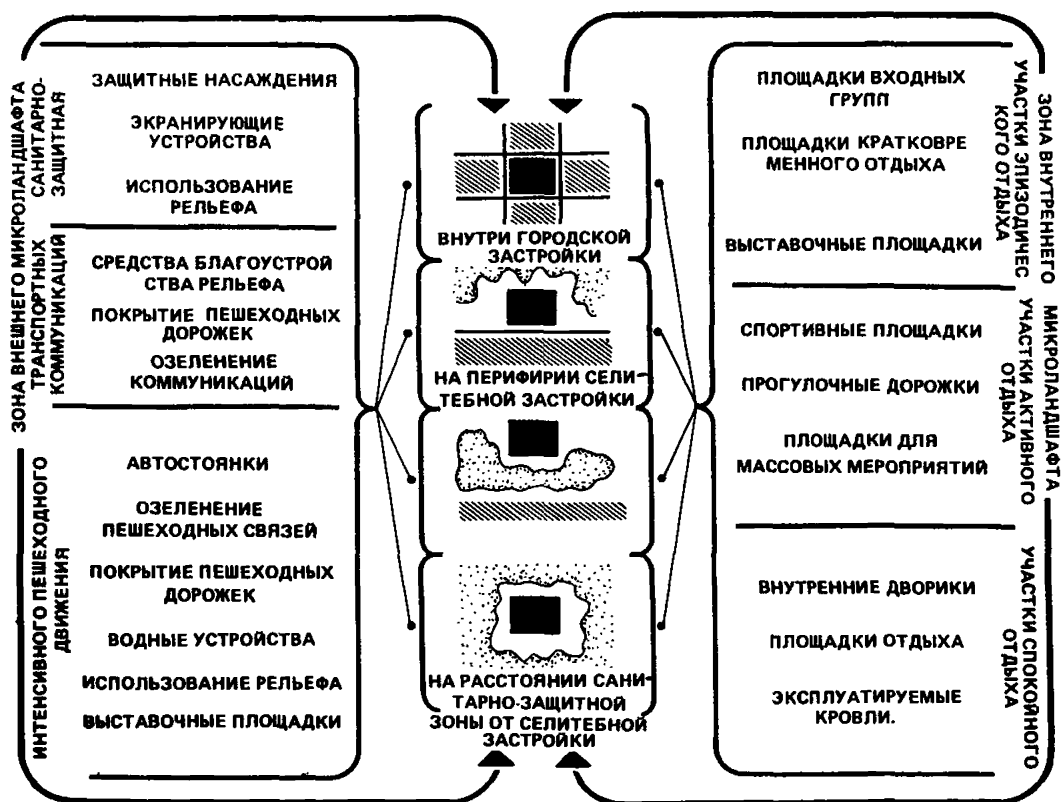 ЗОНА ВНЕШНЕГО МИКРОЛАНДШАФТА
САНИТАРНО-
ЗАЩИТНАЯ
ЗАЩИТНЫЕ НАСАЖДЕНИЯ
ЭКРАНИРУЮЩИЕ
УСТРОЙСТВА
ИСПОЛЬЗОВАНИЕ
РЕЛЬЕФА
ТРАНСПОРТНЫХ
КОММУНИКАЦИЙ
СРЕДСТВА БЛАГОУСТРОЙ
СТВА РЕЛЬЕФА
ПОКРЫТИЕ ПЕШЕХОДНЫХ
ДОРОЖЕК
ОЗЕЛЕНЕНИЕ
КОММУНИКАЦИЙ
ИНТЕНСИВНОГО ПЕШЕХОДНОГО
ДВИЖЕНИЯ
АВТОСТОЯНКИ
ОЗЕЛЕНЕНИЕ
ПЕШЕХОДНЫХ СВЯЗЕЙ
ПОКРЫТИЕ ПЕШЕХОДНЫХ
ДОРОЖЕК
ВОДНЫЕ УСТРОЙСТВА
ИСПОЛЬЗОВАНИЕ РЕЛЬЕФА
ВЫСТАВОЧНЫЕ ПЛОЩАДКИ
ВНУТРИ ГОРОДСКОЙ
ЗАСТРОЙКИ
НА ПЕРИФИРИИ СЕЛИ-
ТЕБНОЙ ЗАСТРОЙКИ
НА РАССТОЯНИИ САНИ-
ТАРНО-ЗАЩИТНОЙ
ЗОНЫ ОТ СЕЛИТЕБНОЙ
ЗАСТРОЙКИ
ЗОНА ВНУТРЕННЕГО МИКРОЛАНДШАФТА
УЧАСТКИ ЭПИЗОДИЧЕС
КОГО ОТДЫХА
ПЛОЩАДКИ ВХОДНЫХ
ГРУПП
ПЛОЩАДКИ КРАТКОВРЕ
МЕННОГО ОТДЫХА
ВЫСТАВОЧНЫЕ ПЛОЩАДКИ
УЧАСТКИ АКТИВНОГО
ОТДЫХА
СПОРТИВНЫЕ ПЛОЩАДКИ
ПРОГУЛОЧНЫЕ ДОРОЖКИ
ПЛОЩАДКИ ДЛЯ
МАССОВЫХ МЕРОПРИЯТИЙ
УЧАСТКИ СПОКОЙНОГО
ОТДЫХА
ВНУТРЕННИЕ ДВОРИКИ
ПЛОЩАДКИ ОТДЫХА
ЭКСПЛУАТИРУЕМЫЕ
КРОВЛИ.